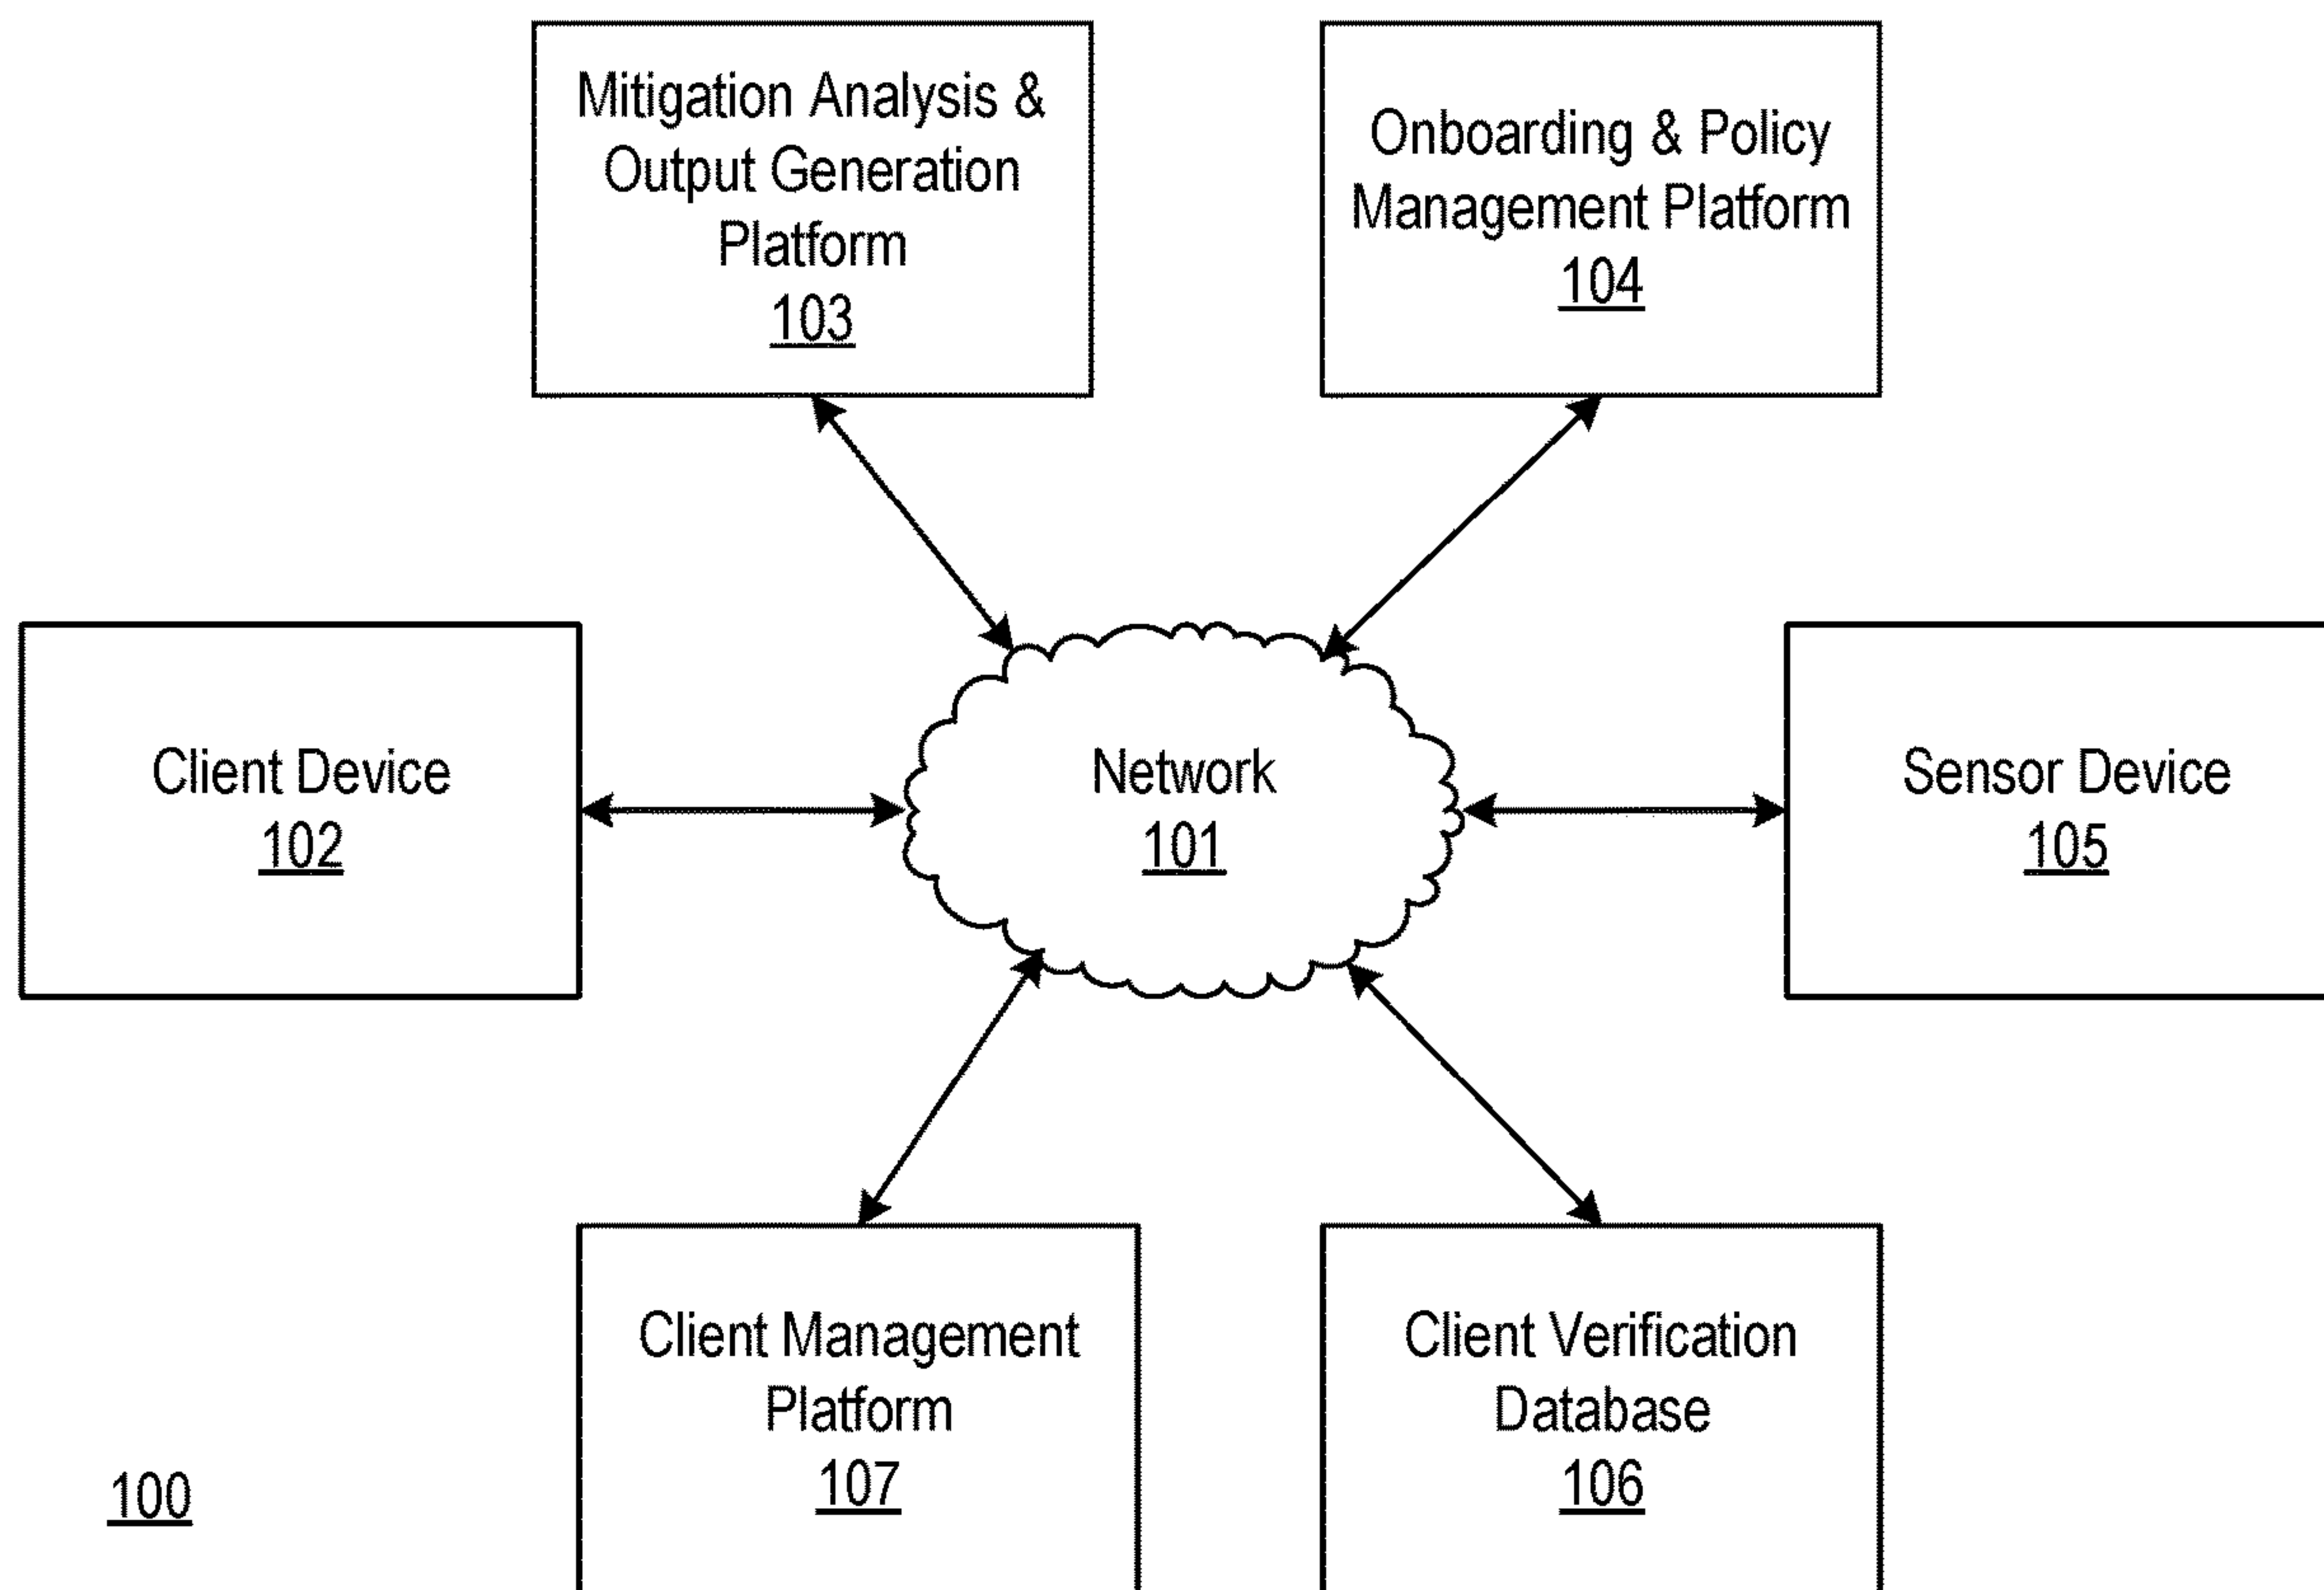 Mitigation Analysis &
Output Generation
Platform
103
Onboarding & Policy
Management Platform
104
Client Device
102
Network
101
Sensor Device
105
Client Management
Platform
107
Client Verification
Database
106
100